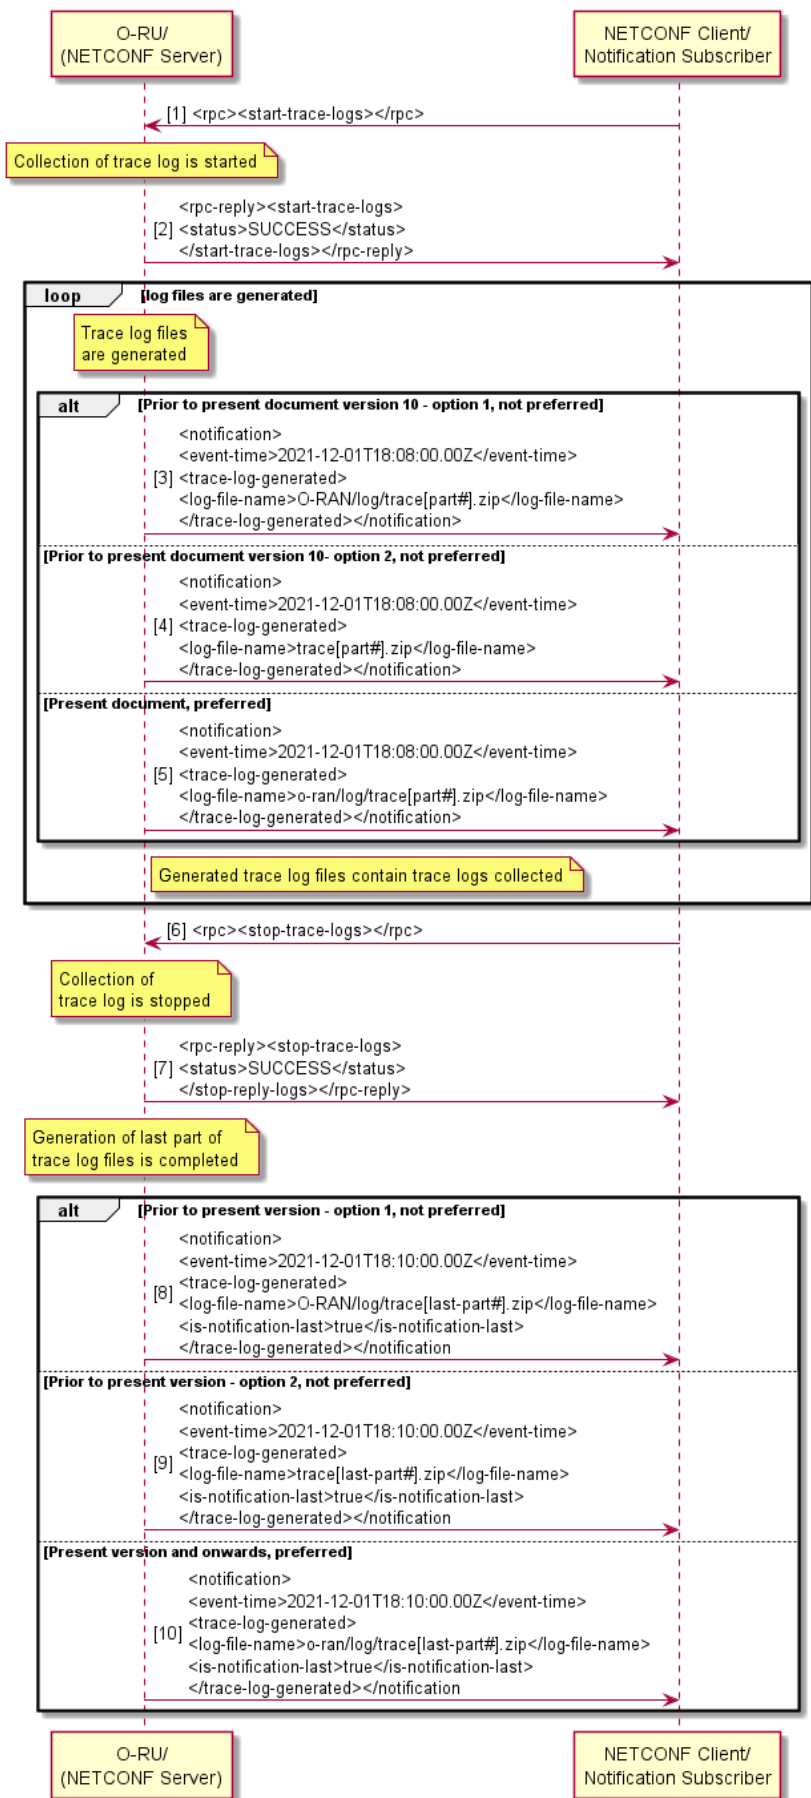 O-RU/
(NETCONF Server)
NETCONF Client/
Notification Subscriber
[1] <rpc><start-trace-logs></rpc>
Collection of trace log is started
<rpc-reply><start-trace-logs>
[2] <status>SUCCESS</status>
</start-trace-logs></rpc-reply>
loop [log files are generated]
Trace log files
are generated
alt [Prior to present document version 10 - option 1, not preferred]
<notification>
<event-time>2021-12-01T18:08:00.00Z</event-time>
[3] <trace-log-generated>
<log-file-name>O-RAN/log/trace[part#].zip</log-file-name>
</trace-log-generated></notification>
[Prior to present document version 10- option 2, not preferred]
<notification>
<event-time>2021-12-01T18:08:00.00Z</event-time>
[4] <trace-log-generated>
<log-file-name>trace[part#].zip</log-file-name>
</trace-log-generated></notification>
[Present document, preferred]
<notification>
<event-time>2021-12-01T18:08:00.00Z</event-time>
[5] <trace-log-generated>
<log-file-name>o-ran/log/trace[part#].zip</log-file-name>
</trace-log-generated></notification>
Generated trace log files contain trace logs collected
[6] <rpc><stop-trace-logs></rpc>
Collection of
trace log is stopped
<rpc-reply><stop-trace-logs>
[7] <status>SUCCESS</status>
</stop-reply-logs></rpc-reply>
Generation of last part of
trace log files is completed
alt [Prior to present version - option 1, not preferred]
<notification>
<event-time>2021-12-01T18:10:00.00Z</event-time>
<trace-log-generated>
[8] <log-file-name>O-RAN/log/trace[last-part#].zip</log-file-name>
<is-notification-last>true</is-notification-last>
</trace-log-generated></notification
[Prior to present version - option 2, not preferred]
<notification>
<event-time>2021-12-01T18:10:00.00Z</event-time>
<trace-log-generated>
[9] <log-file-name>trace[last-part#].zip</log-file-name>
<is-notification-last>true</is-notification-last>
</trace-log-generated></notification
[Present version and onwards, preferred]
<notification>
<event-time>2021-12-01T18:10:00.00Z</event-time>
<trace-log-generated>
[10] <log-file-name>o-ran/log/trace[last-part#].zip</log-file-name>
<is-notification-last>true</is-notification-last>
</trace-log-generated></notification
O-RU/
(NETCONF Server)
NETCONF Client/
Notification Subscriber